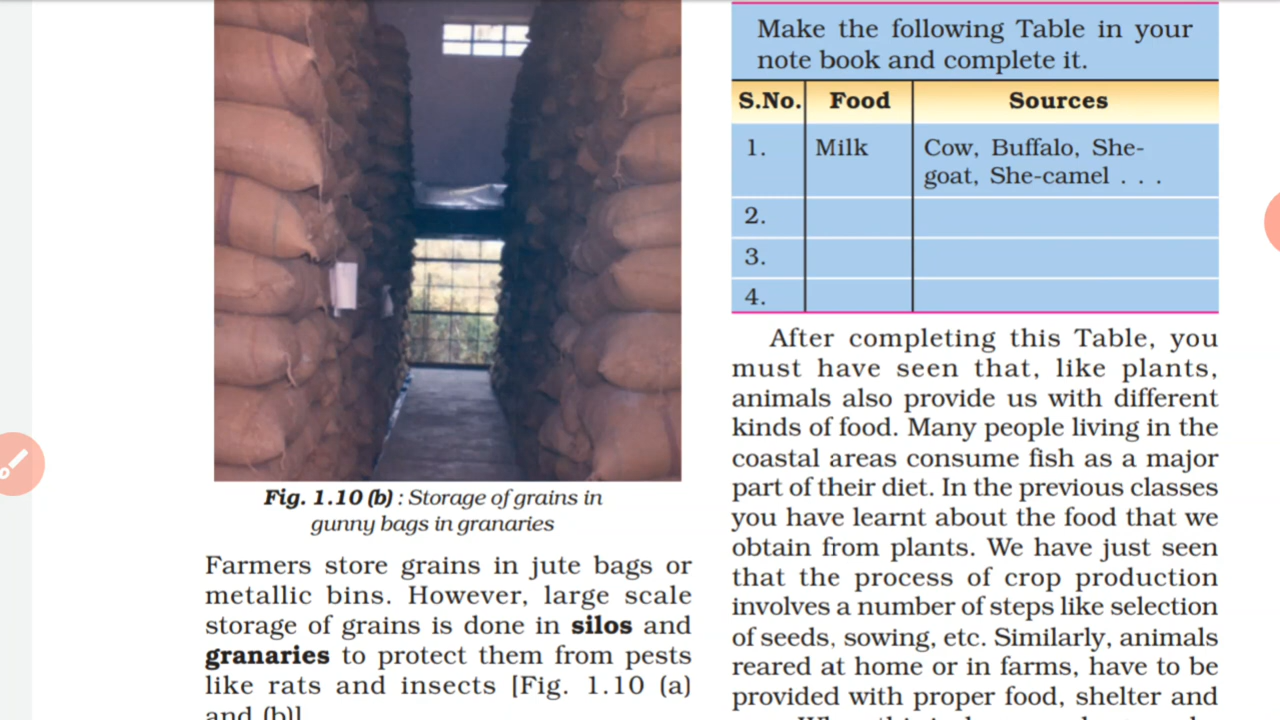 Fig. 1.10 (b) : Storage of grains in
gunny bags in granaries
Farmers store grains in jute bags or
metallic bins. However, large scale
storage of grains is done in silos and
granaries to protect them from pests
like rats and insects [Fig. 1.10 (a)
and (b)].
Make the following Table in your
note book and complete it.
S.No. Food Sources
1. Milk Cow, Buffalo, She-
goat, She-camel . . .
2.
3.
4.
After completing this Table, you
must have seen that, like plants,
animals also provide us with different
kinds of food. Many people living in the
coastal areas consume fish as a major
part of their diet. In the previous classes
you have learnt about the food that we
obtain from plants. We have just seen
that the process of crop production
involves a number of steps like selection
of seeds, sowing, etc. Similarly, animals
reared at home or in farms, have to be
provided with proper food, shelter and